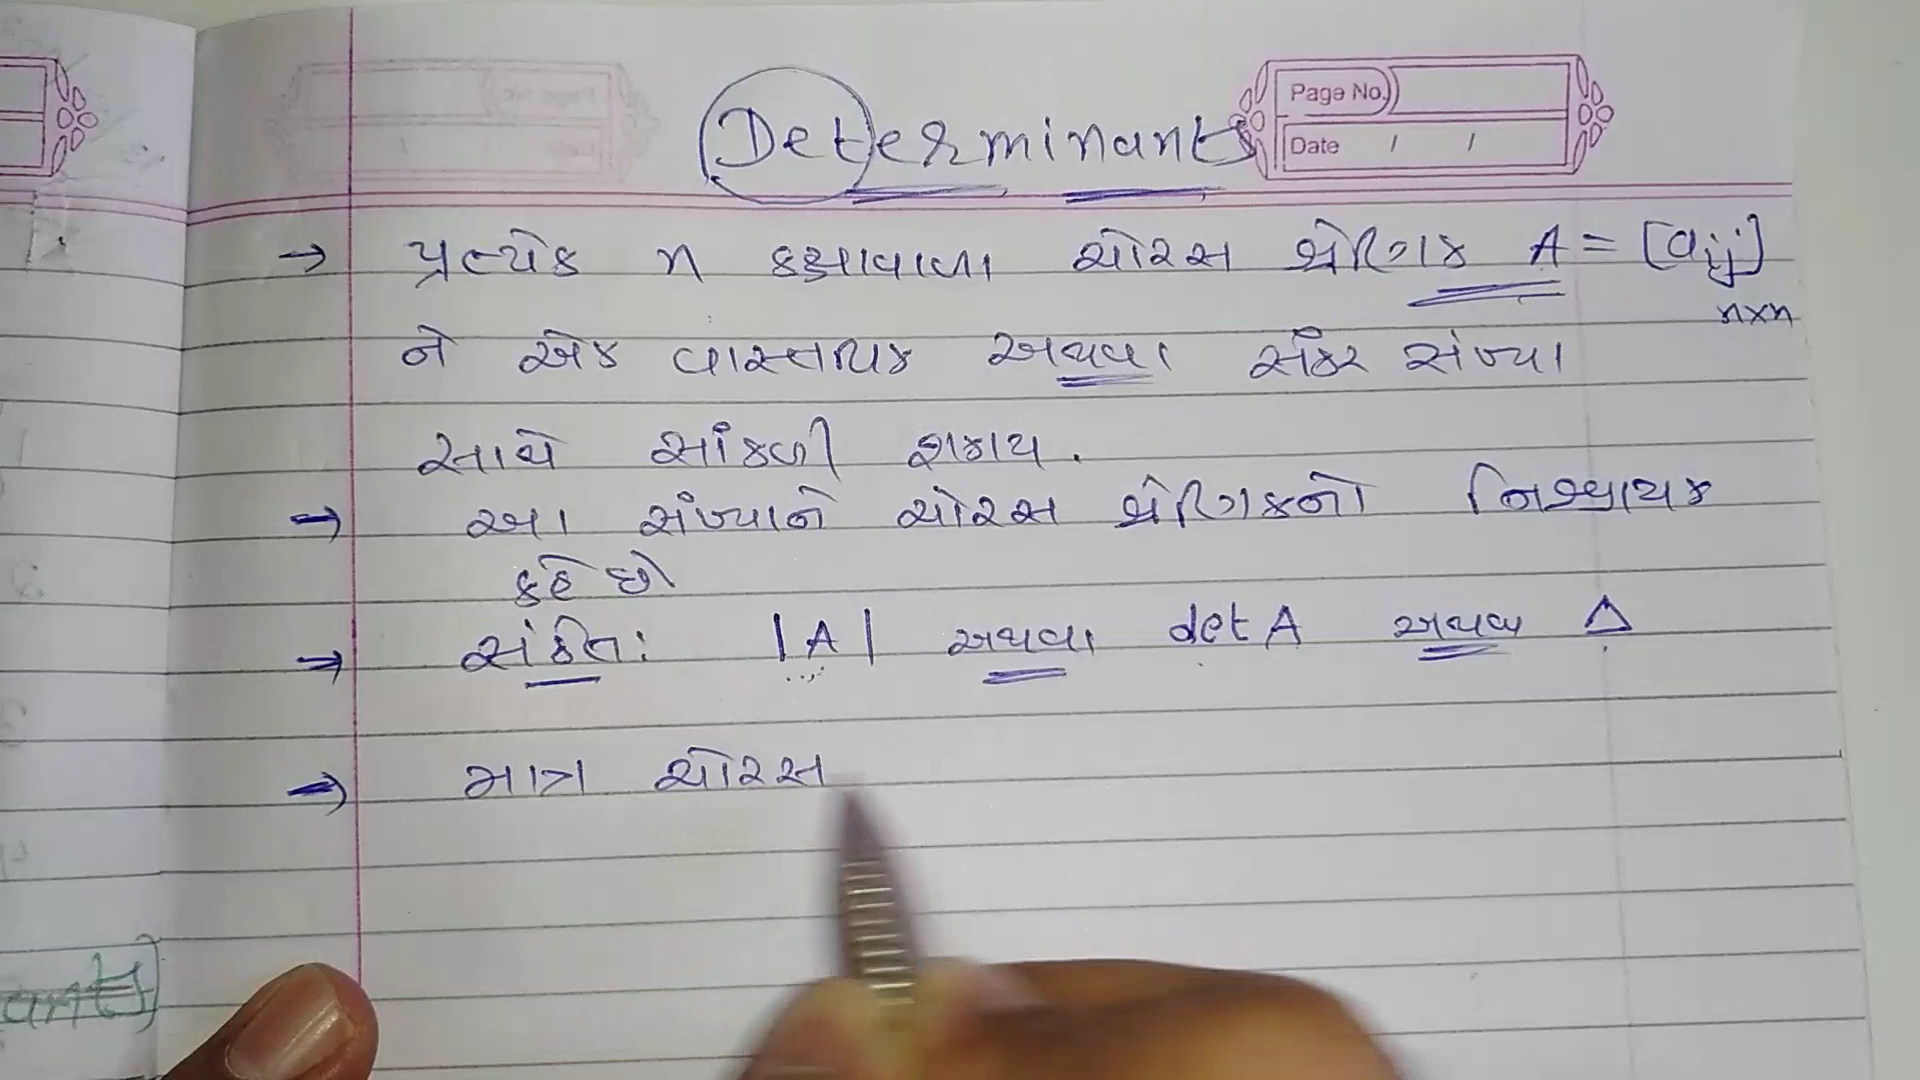 Determinants
Page No.
Date / /
→ પ્રત્યેક n કક્ષાવાળા ચોરસ શ્રેણિક A = [aij]
n×n
ને એક વાસ્તવિક અથવા સંકર સંખ્યા
સાથે સાંકળી શકાય.
→ આ સંખ્યાને ચોરસ શ્રેણિકનો નિશ્ચાયક
કહે છે
→ સંકેત: |A| અથવા det A અથવા Δ
→ માત્ર ચોરસ